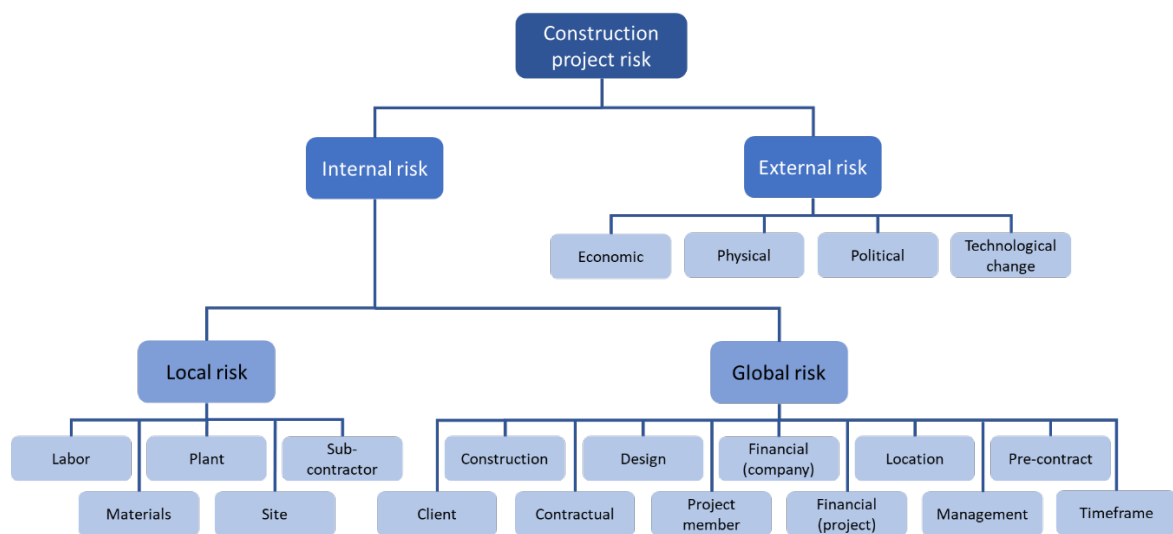 Construction
project risk
Internal risk
External risk
Economic
Physical
Political
Technological
change
Local risk
Global risk
Labor
Plant
Sub-
contractor
Materials
Site
Construction
Design
Financial
(company)
Location
Pre-contract
Client
Contractual
Project
member
Financial
(project)
Management
Timeframe